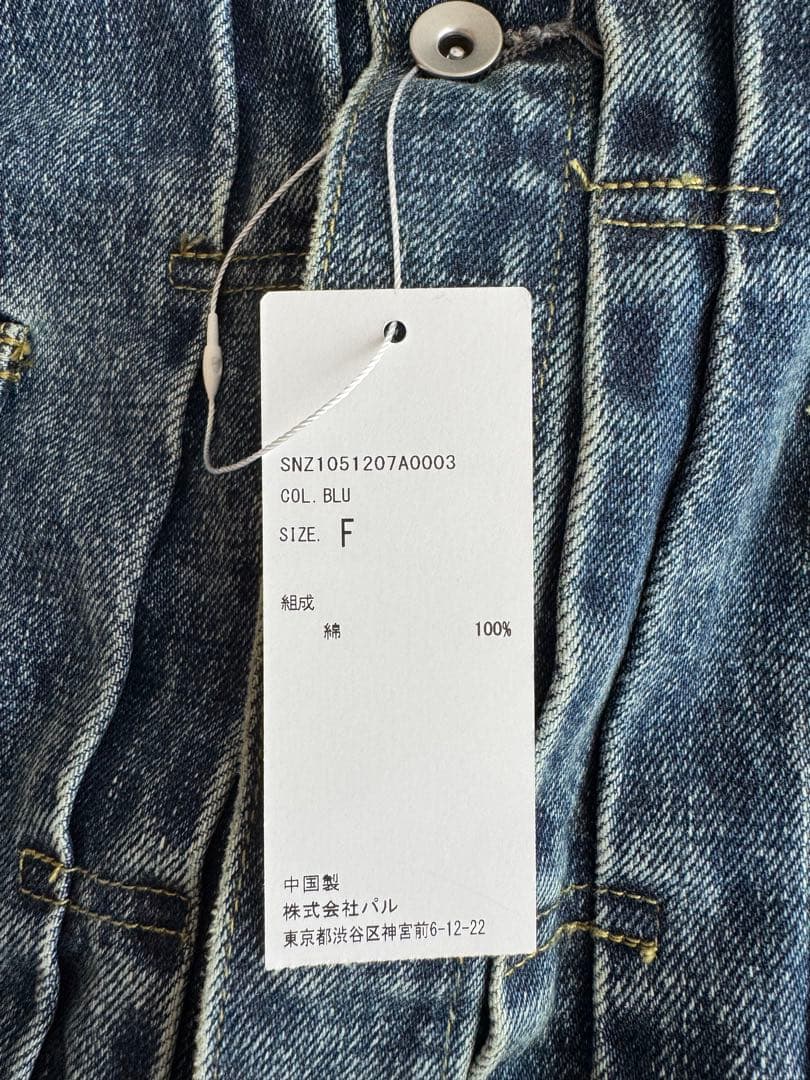 SNZ1051207A0003
COL. BLU
SIZE. F
組成
綿 100%
中国製
株式会社パル
東京都渋谷区神宮前6-12-22